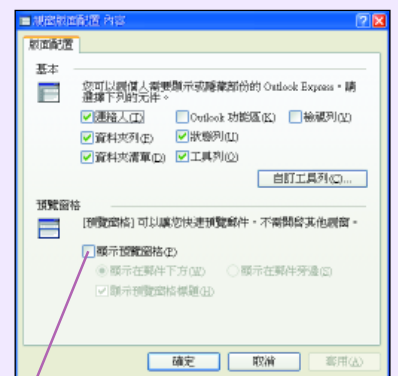 視窗版面配置 內容
版面配置
基本
您可以視個人需要顯示或隱藏部份的 Outlook Express。請
選擇下列的元件。
連絡人(T) Outlook 功能區(K) 檢視列(V)
資料夾列(F) 狀態列(U)
資料夾清單(D) 工具列(O)
自訂工具列(C)...
預覽窗格
[預覽窗格] 可以讓您快速預覽郵件，不需開啟其他視窗。
顯示預覽窗格(P)
顯示在郵件下方(W) 顯示在郵件旁邊(S)
顯示預覽窗格標題(H)
確定 取消 套用(A)